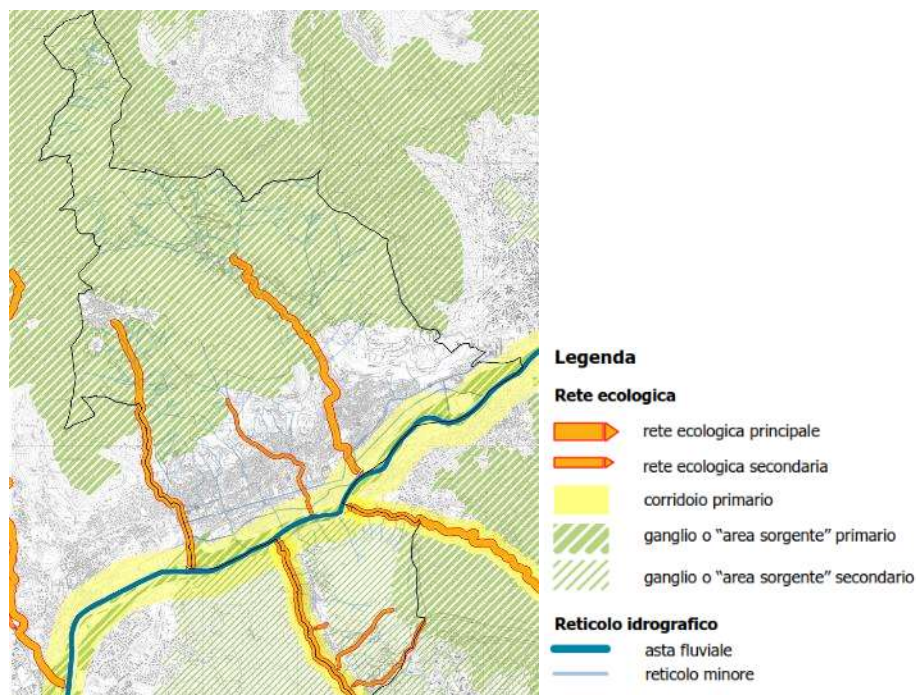 Legenda
Rete ecologica
rete ecologica principale
rete ecologica secondaria
corridoio primario
ganglio o “area sorgente” primario
ganglio o “area sorgente” secondario
Reticolo idrografico
asta fluviale
reticolo minore